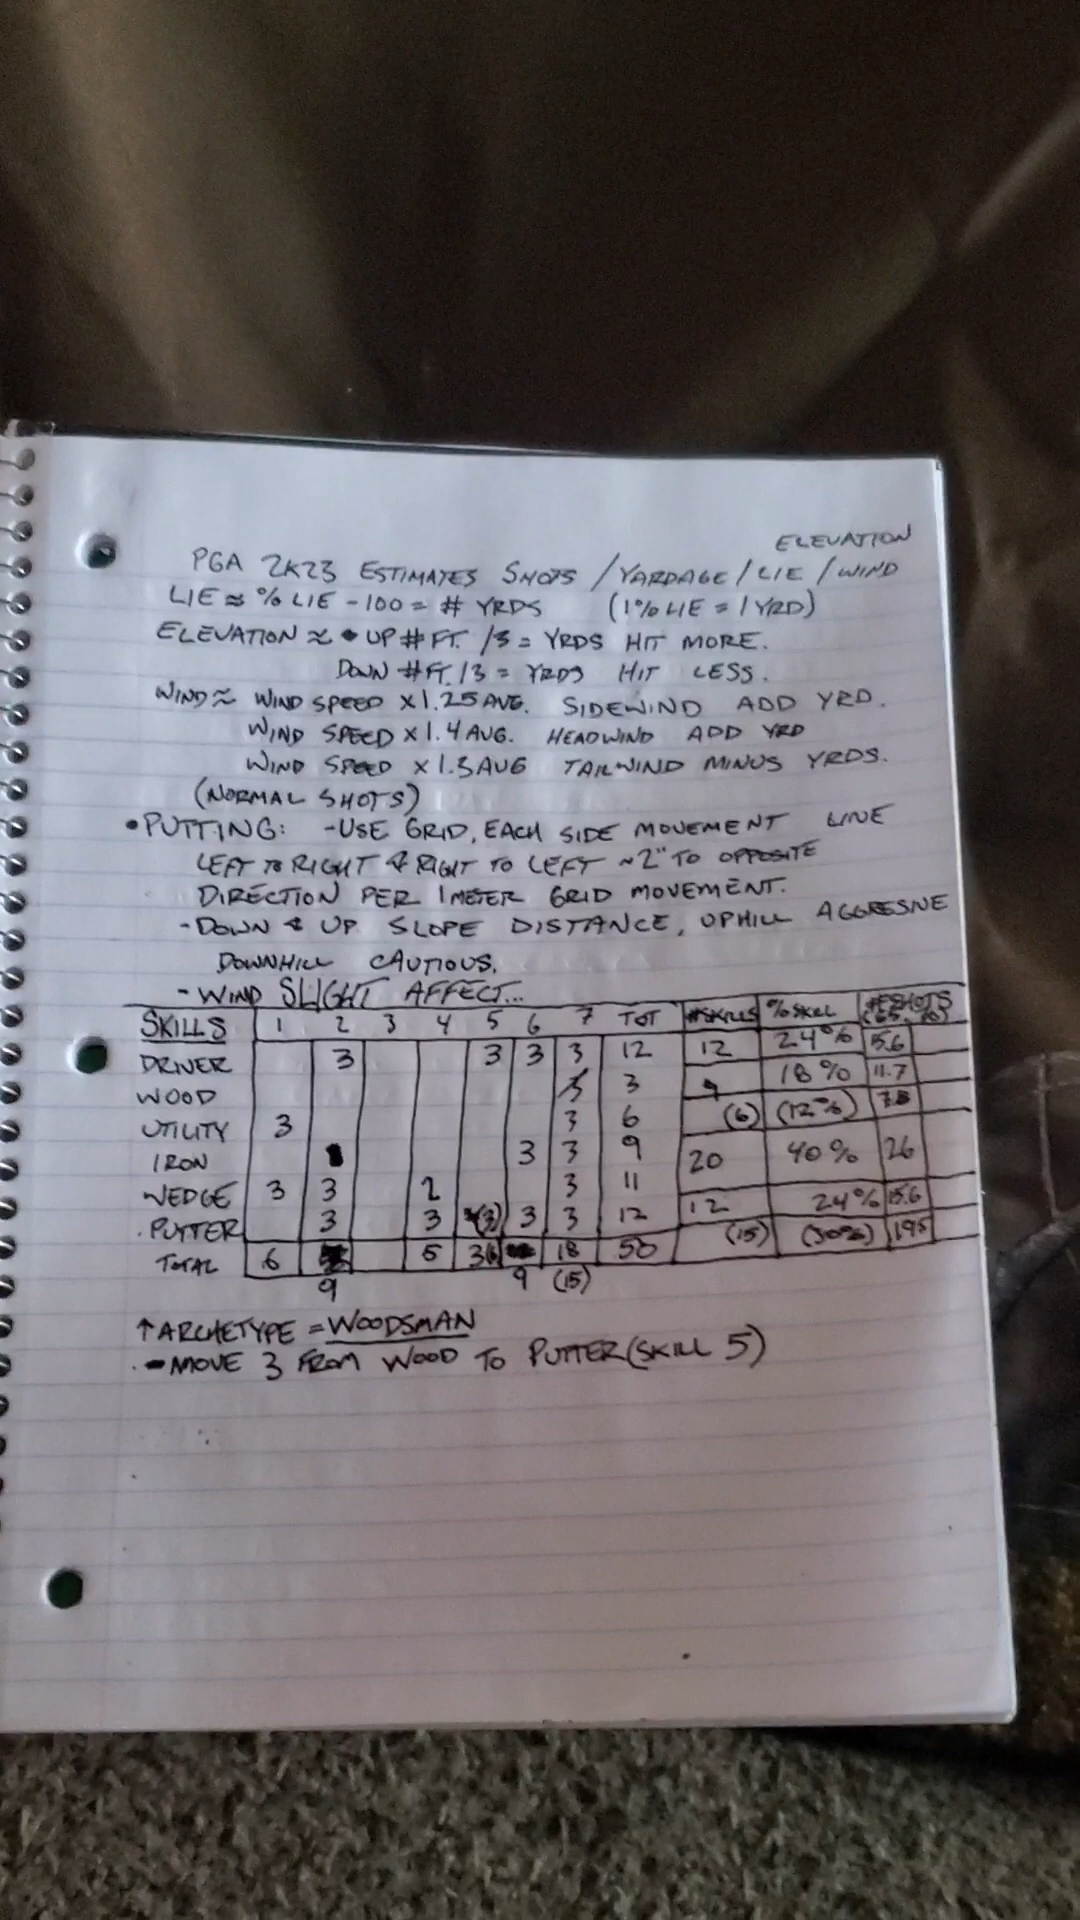 ELEVATION
PGA 2K23 ESTIMATES SHOTS / YARDAGE / LIE / WIND
LIE ≈ % LIE - 100 = # YRDS (1% LIE = 1 YRD)
ELEVATION ≈ • UP # FT. /3 = YRDS HIT MORE.
DOWN #FT./3 = YRDS HIT LESS.
WIND ≈ WIND SPEED X 1.25 AVG. SIDEWIND ADD YRD.
WIND SPEED X 1.4 AVG. HEADWIND ADD YRD
WIND SPEED X 1.3 AVG TAILWIND MINUS YRDS.
(NORMAL SHOTS)
• PUTTING: - USE GRID, EACH SIDE MOVEMENT LINE
LEFT TO RIGHT & RIGHT TO LEFT ~2" TO OPPOSITE
DIRECTION PER 1 METER GRID MOVEMENT.
- DOWN & UP SLOPE DISTANCE, UPHILL AGGRESIVE
DOWNHILL CAUTIOUS.
- WIND SLIGHT AFFECT...
SKILLS 1 2 3 4 5 6 7 TOT #SKILLS % SKILL #SHOTS
DRIVER 3 3 3 3 12 12 24% 15.6
WOOD 3 3 9 18% 11.7
UTILITY 3 3 6 (6) (12%) 7.8
IRON 3 3 9 20 40% 26
WEDGE 3 3 2 3 11 12 24% 15.6
PUTTER 3 3 (3) 3 3 12 (15) (30%) 19.5
TOTAL 6 5 3 18 50
9 9 (15)
↑ ARCHETYPE = WOODSMAN
- MOVE 3 FROM WOOD TO PUTTER (SKILL 5)